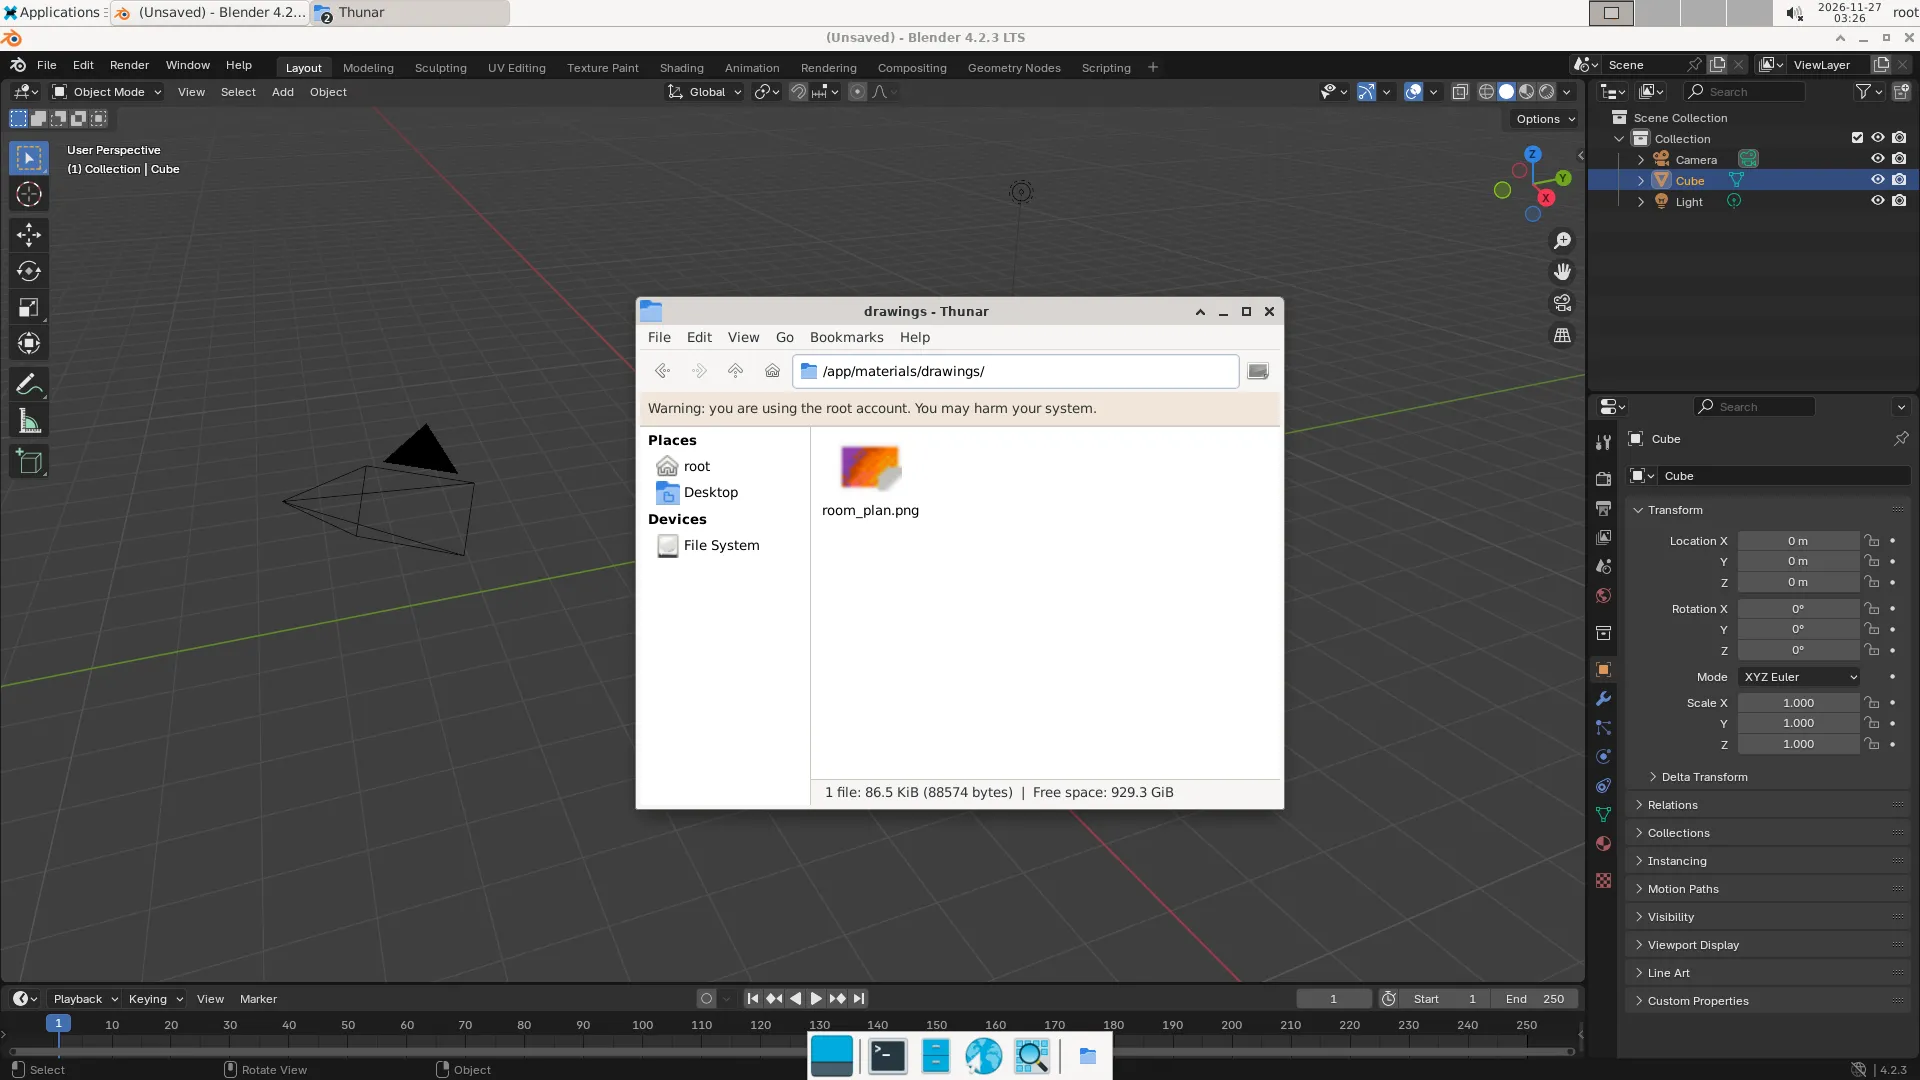 Applications
(Unsaved) - Blender 4.2...
2
Thunar
2026-11-27
03:26
root
(Unsaved) - Blender 4.2.3 LTS
File Edit Render Window Help
Layout Modeling Sculpting UV Editing Texture Paint Shading Animation Rendering Compositing Geometry Nodes Scripting
Scene
ViewLayer
Object Mode View Select Add Object
Global
Search
Options
User Perspective
(1) Collection | Cube
Z
Y
X
Scene Collection
Collection
Camera
Cube
Light
drawings - Thunar
File Edit View Go Bookmarks Help
/app/materials/drawings/
Warning: you are using the root account. You may harm your system.
Places
root
Desktop
Devices
File System
room_plan.png
1 file: 86.5 KiB (88574 bytes) | Free space: 929.3 GiB
Search
Cube
Cube
Transform
Location X 0 m
Y 0 m
Z 0 m
Rotation X 0°
Y 0°
Z 0°
Mode XYZ Euler
Scale X 1.000
Y 1.000
Z 1.000
Delta Transform
Relations
Collections
Instancing
Motion Paths
Visibility
Viewport Display
Line Art
Custom Properties
Playback Keying View Marker
1
Start 1
End 250
1 10 20 30 40 50 60 70 80 90 100 110 120 130 140 150 160 170 180 190 200 210 220 230 240 250
Select
Rotate View
Object
4.2.3